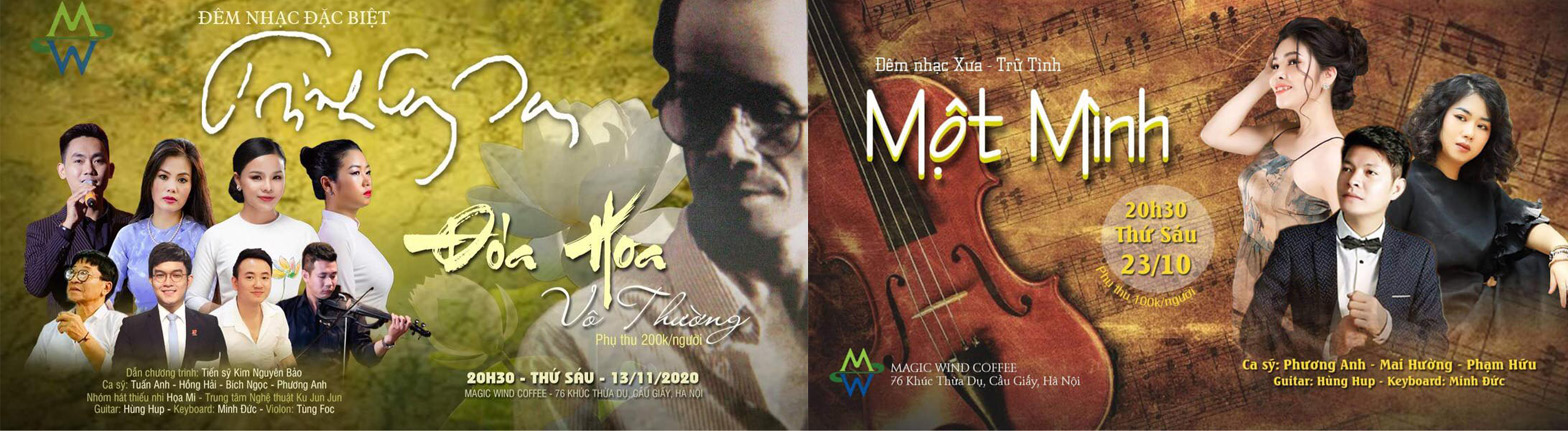 MW
ĐÊM NHẠC ĐẶC BIỆT
Trịnh Công Sơn
Đóa Hoa
Vô Thường
Phụ thu 200k/người
Dẫn chương trình: Tiến sỹ Kim Nguyên Bảo
Ca sỹ: Tuấn Anh - Hồng Hải - Bích Ngọc - Phương Anh
Nhóm hát thiếu nhi Họa Mi - Trung tâm Nghệ thuật Ku Jun Jun
Guitar: Hùng Hup - Keyboard: Minh Đức - Violon: Tùng Foc
20H30 - THỨ SÁU - 13/11/2020
MAGIC WIND COFFEE - 76 KHÚC THỪA DỤ, CẦU GIẤY, HÀ NỘI
Đêm nhạc Xưa - Trữ Tình
Một Mình
20h30
Thứ Sáu
23/10
Phụ thu 100k/người
MW
MAGIC WIND COFFEE
76 Khúc Thừa Dụ, Cầu Giấy, Hà Nội
Ca sỹ: Phương Anh - Mai Hường - Phạm Hứu
Guitar: Hùng Hup - Keyboard: Minh Đức